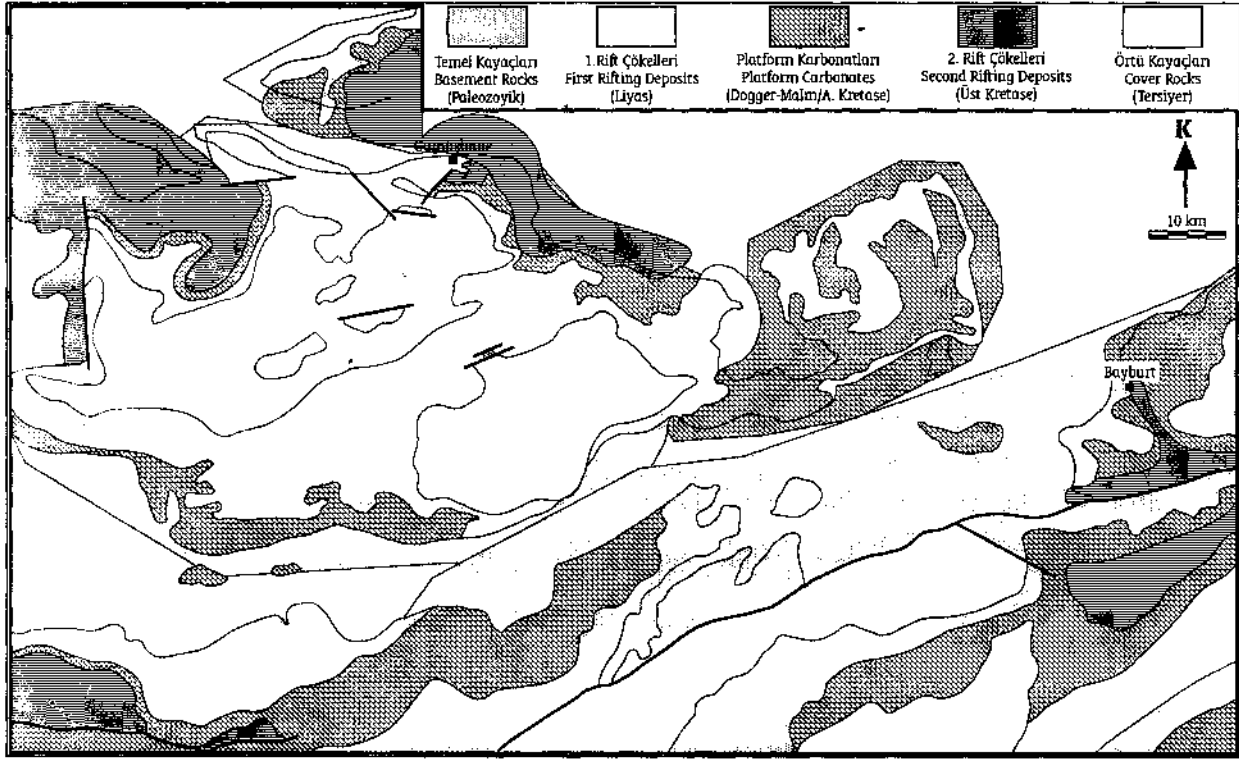 Temel Kayaçları
Basement Rocks
(Paleozoyik)
1.Rift Çökelleri
First Rifting Deposits
(Liyas)
Platform Karbonatları
Platform Carbonates
(Dogger-Malm/A. Kretase)
2. Rift Çökelleri
Second Rifting Deposits
(Üst Kretase)
Örtü Kayaçları
Cover Rocks
(Tersiyer)
K
10 km
Bayburt